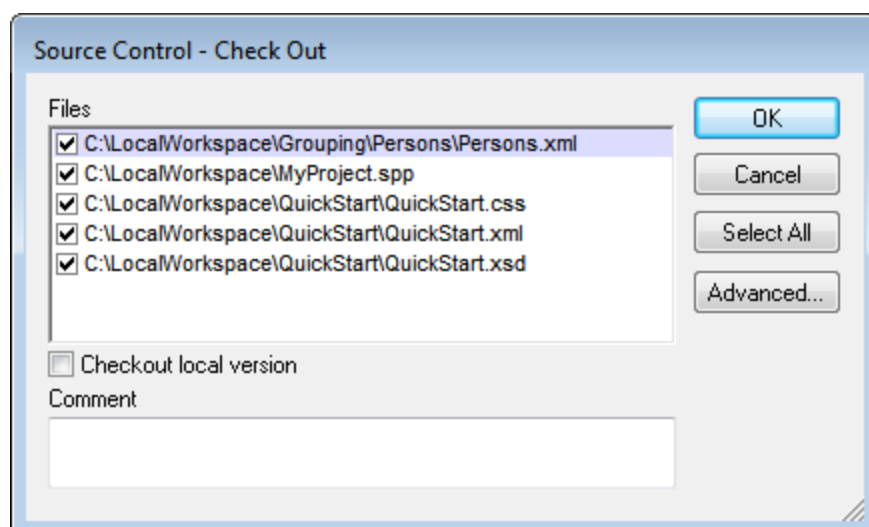 Source Control - Check Out
Files
C:\LocalWorkspace\Grouping\Persons\Persons.xml
C:\LocalWorkspace\MyProject.spp
C:\LocalWorkspace\QuickStart\QuickStart.css
C:\LocalWorkspace\QuickStart\QuickStart.xml
C:\LocalWorkspace\QuickStart\QuickStart.xsd
OK
Cancel
Select All
Advanced...
Checkout local version
Comment